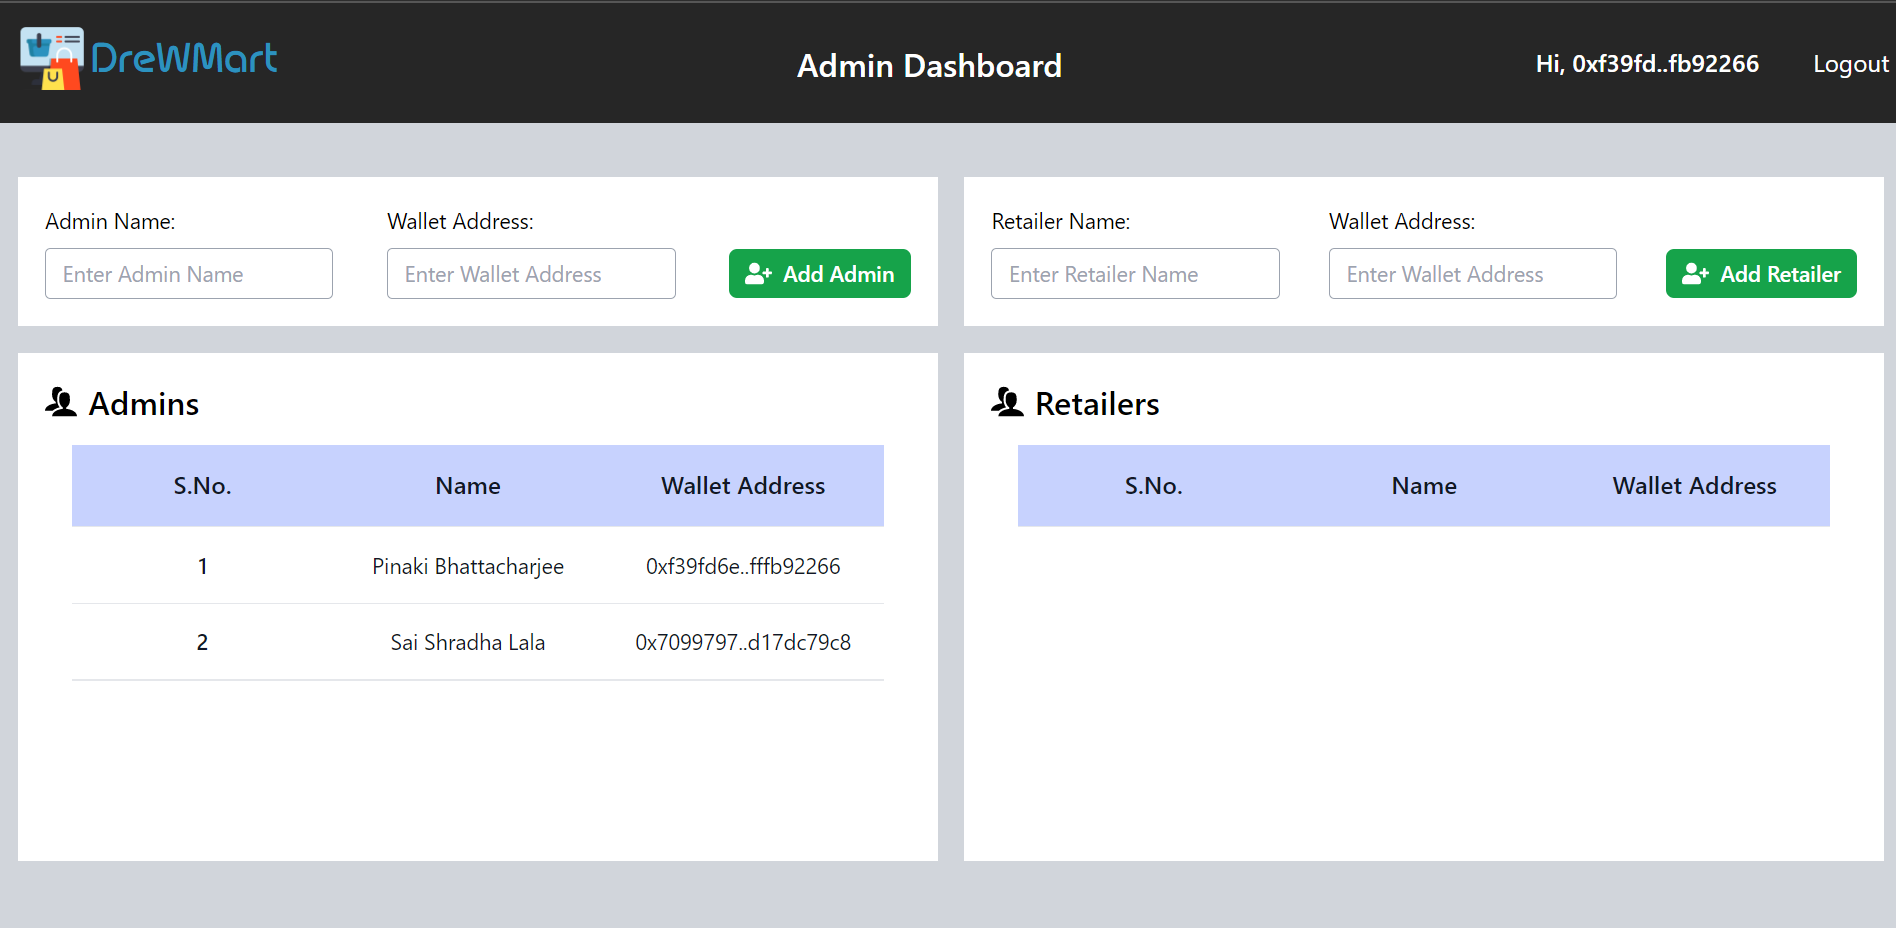 DreWMart
Admin Dashboard
Hi, 0xf39fd..fb92266
Logout
Admin Name:
Wallet Address:
Enter Admin Name
Enter Wallet Address
Add Admin
Retailer Name:
Wallet Address:
Enter Retailer Name
Enter Wallet Address
Add Retailer
Admins
S.No. Name Wallet Address
1 Pinaki Bhattacharjee 0xf39fd6e..fffb92266
2 Sai Shradha Lala 0x7099797..d17dc79c8
Retailers
S.No. Name Wallet Address